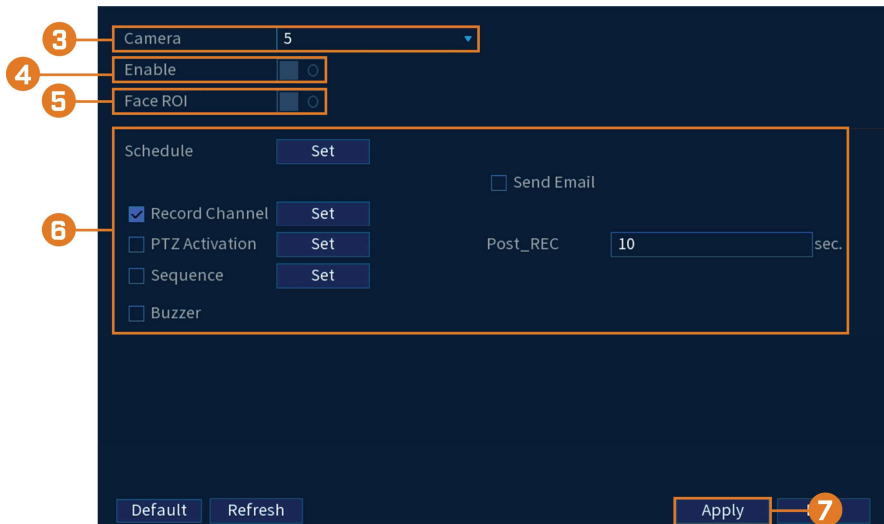 3 Camera 5
4 Enable
5 Face ROI
Schedule Set
Send Email
Record Channel Set
6 PTZ Activation Set Post_REC 10 sec.
Sequence Set
Buzzer
Default Refresh Apply 7